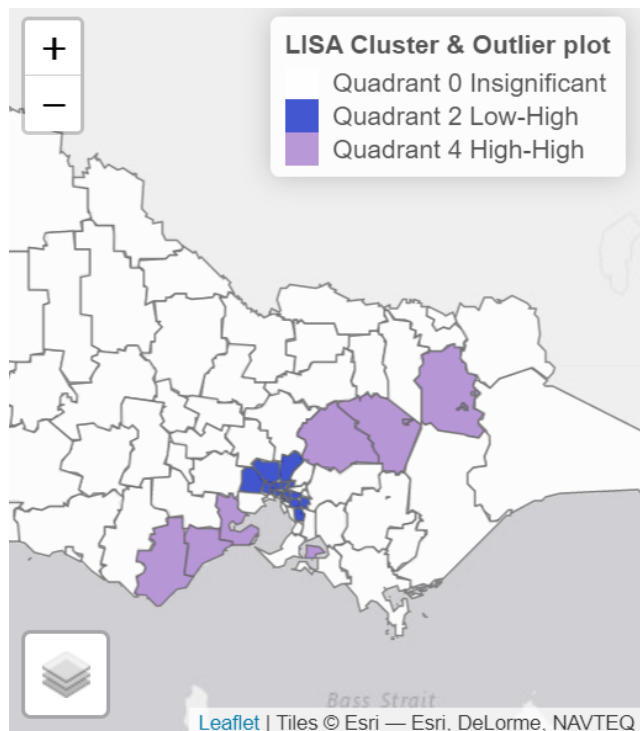 +
−
LISA Cluster & Outlier plot
Quadrant 0 Insignificant
Quadrant 2 Low-High
Quadrant 4 High-High
Bass Strait
Leaflet | Tiles © Esri — Esri, DeLorme, NAVTEQ